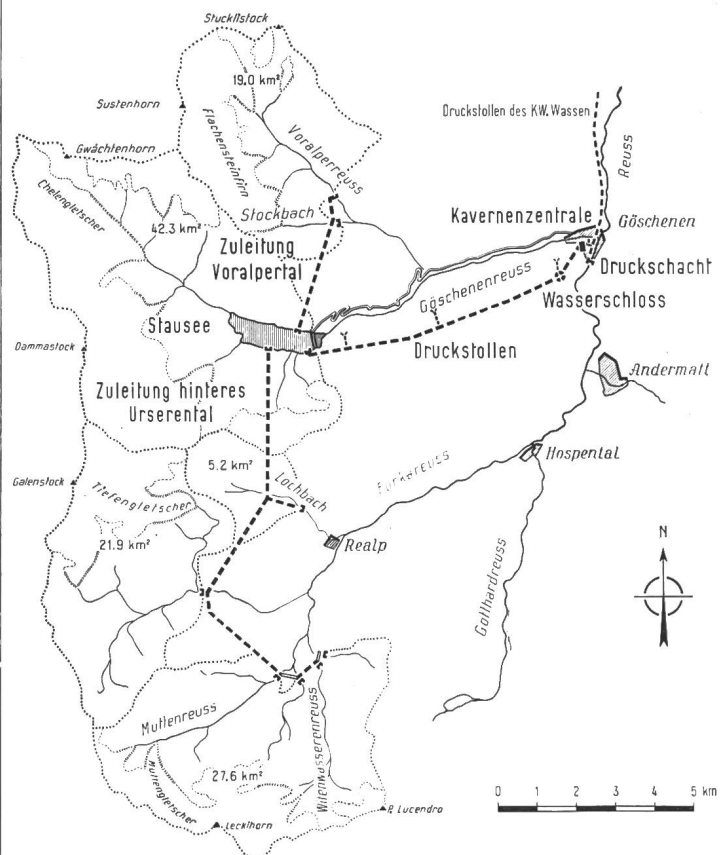 Stucklistock
19.0 km²
Sustenhorn
Flachensteinfirn
Voralperreuss
Druckstollen des KW. Wassen
Reuss
Gwächtenhorn
Chelengletscher
42.3 km²
Stockbach
Zuleitung
Voralpertal
Kavernenzentrale
Göschenen
Druckschacht
Göschenenreuss
Wasserschloss
Stausee
Druckstollen
Dammastock
Andermatt
Zuleitung hinteres
Urserental
5.2 km²
Lochbach
Furkareuss
Hospental
Galenstock
Tiefengletscher
21.9 km²
Realp
N
Gotthardreuss
Muttenreuss
Witenwasserenreuss
27.6 km²
Muttengletscher
P. Lucendro
Leckihorn
0 1 2 3 4 5 km